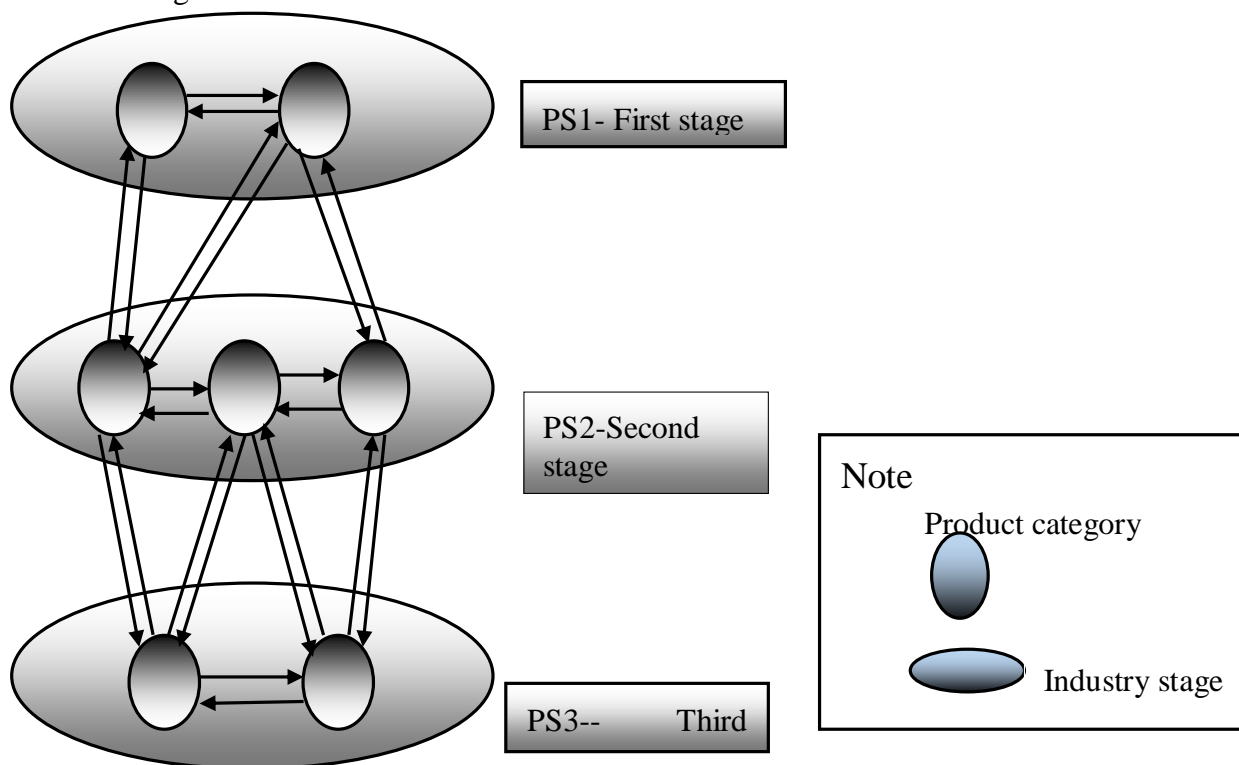 PS1- First stage
PS2-Second
stage
Note
Product category
Industry stage
PS3-- Third